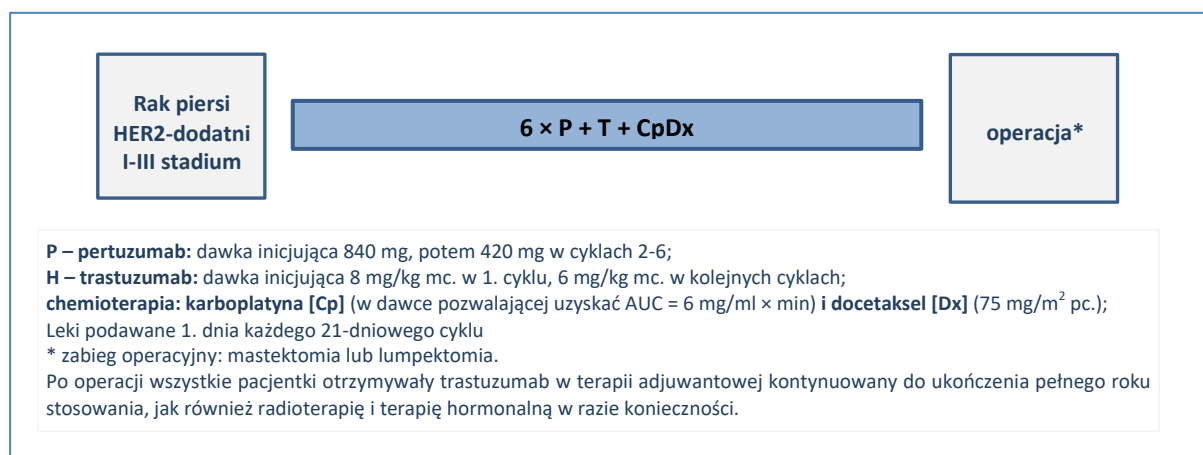 Rak piersi
HER2-dodatni
I-III stadium
6 × P + T + CpDx
operacja*
P – pertuzumab: dawka inicjująca 840 mg, potem 420 mg w cyklach 2-6;
H – trastuzumab: dawka inicjująca 8 mg/kg mc. w 1. cyklu, 6 mg/kg mc. w kolejnych cyklach;
chemioterapia: karboplatyna [Cp] (w dawce pozwalającej uzyskać AUC = 6 mg/ml × min) i docetaksel [Dx] (75 mg/m² pc.);
Leki podawane 1. dnia każdego 21-dniowego cyklu
* zabieg operacyjny: mastektomia lub lumpektomia.
Po operacji wszystkie pacjentki otrzymywały trastuzumab w terapii adjuwantowej kontynuowany do ukończenia pełnego roku
stosowania, jak również radioterapię i terapię hormonalną w razie konieczności.